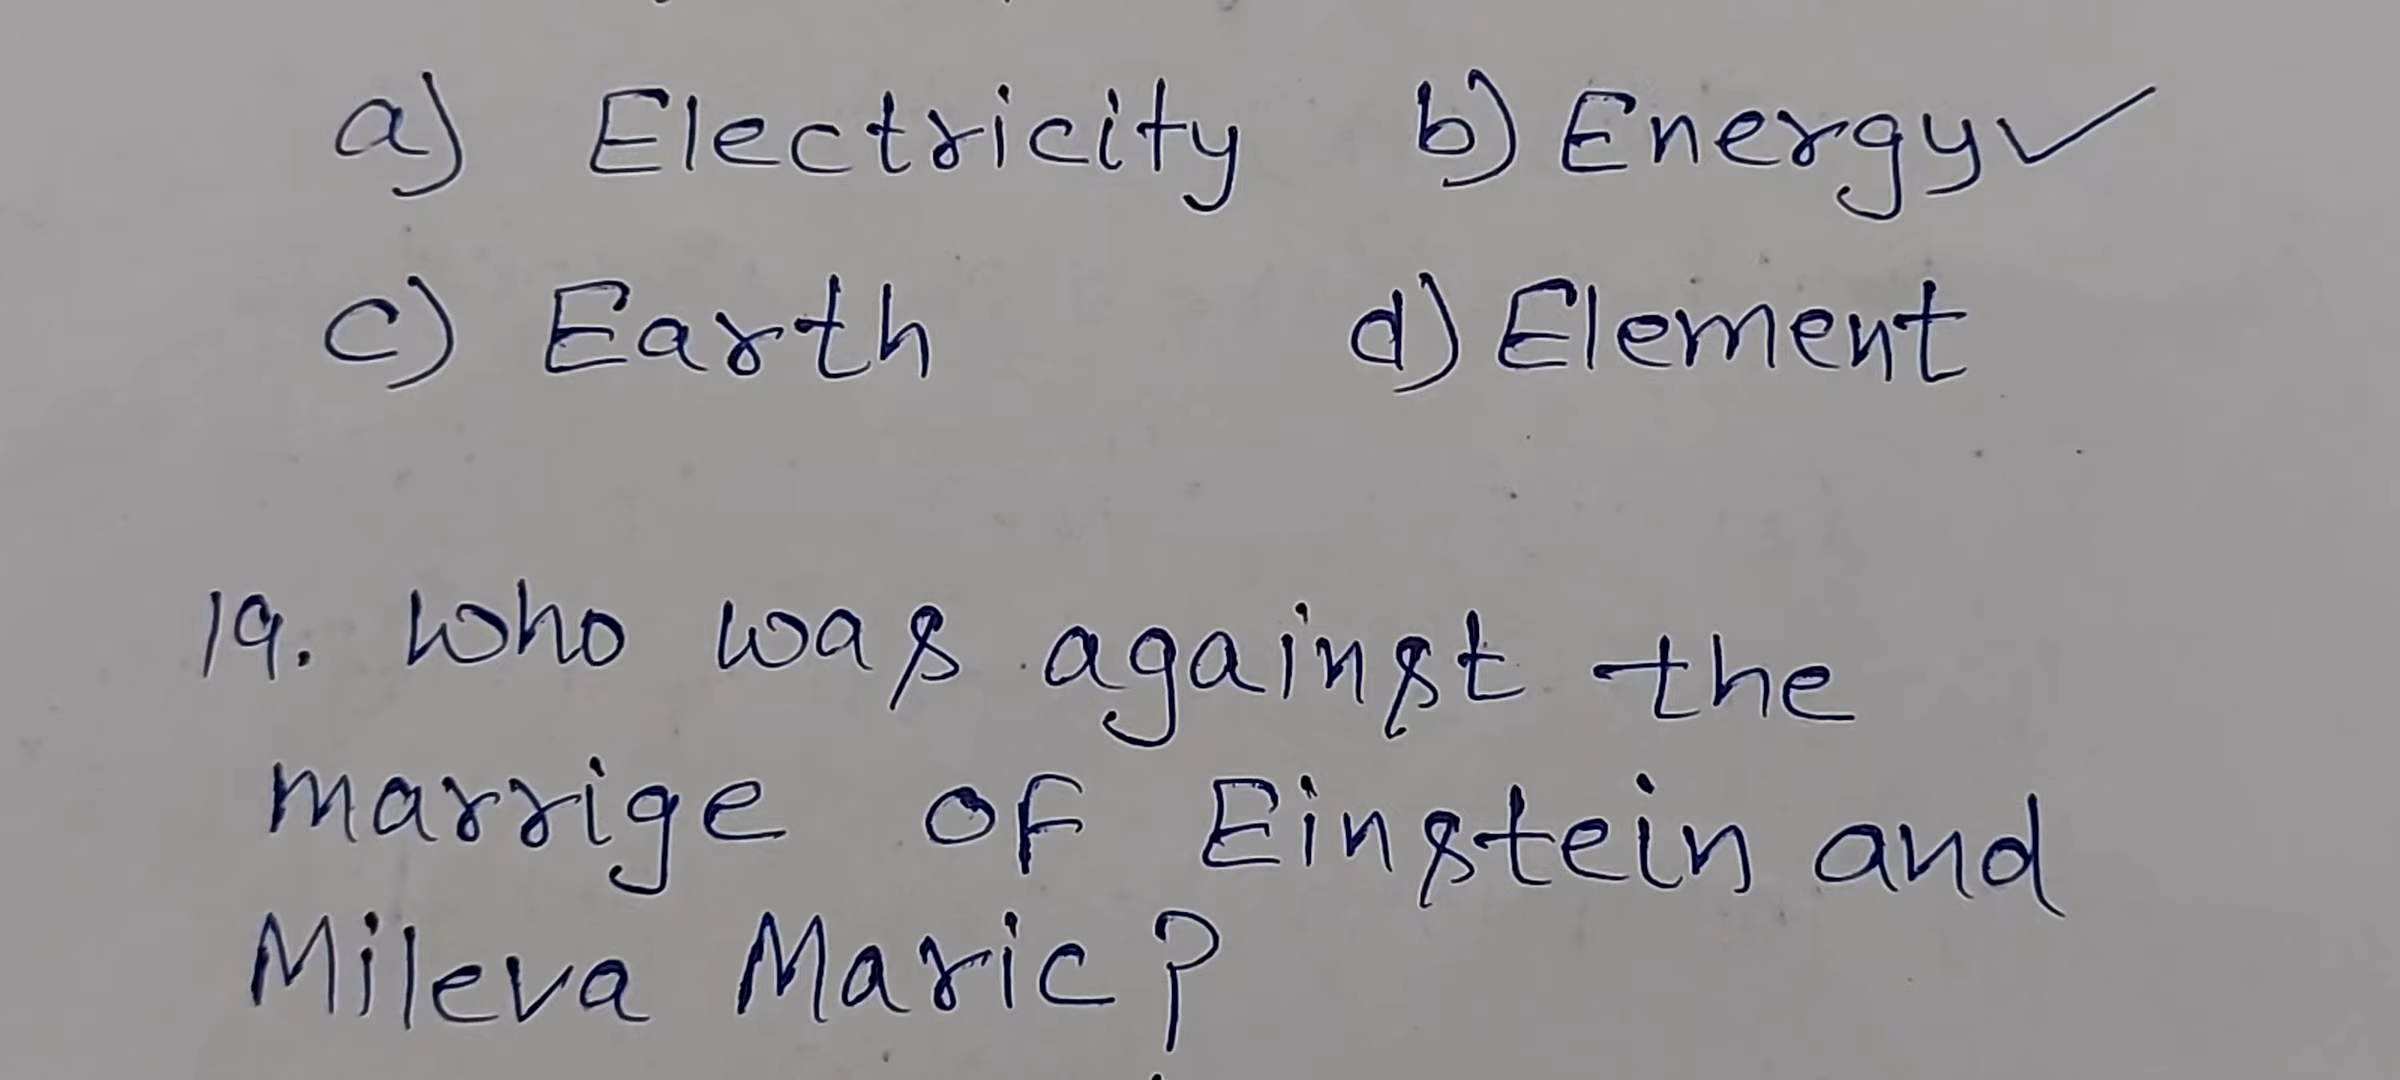 a) Electricity b) Energy✓
c) Earth d) Element
19. Who was against the
marrige of Einstein and
Mileva Maric?